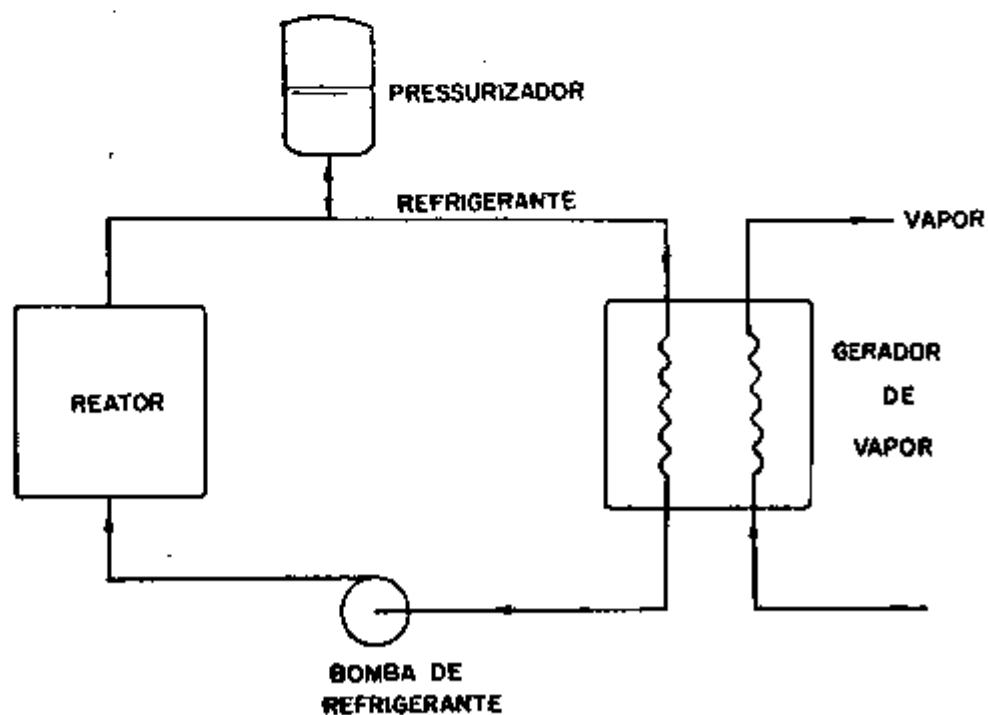 PRESSURIZADOR
REFRIGERANTE
VAPOR
REATOR
GERADOR
DE
VAPOR
BOMBA DE
REFRIGERANTE